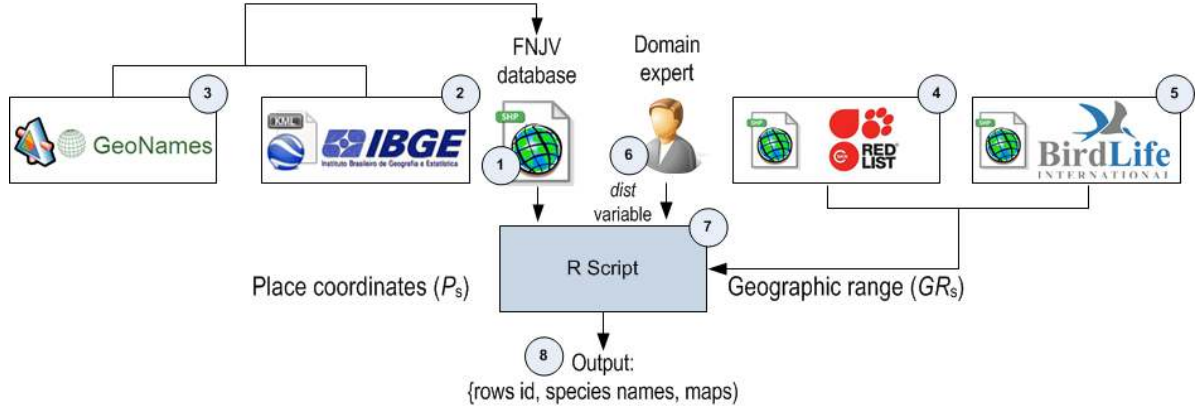 FNJV
database
Domain
expert
3
GeoNames
2
KML
IBGE
Instituto Brasileiro de Geografia e Estatística
SHP
1
6
dist
variable
4
SHP
RED
LIST
5
SHP
BirdLife
INTERNATIONAL
7
R Script
Place coordinates (Ps)
Geographic range (GRs)
8
Output:
{rows id, species names, maps)